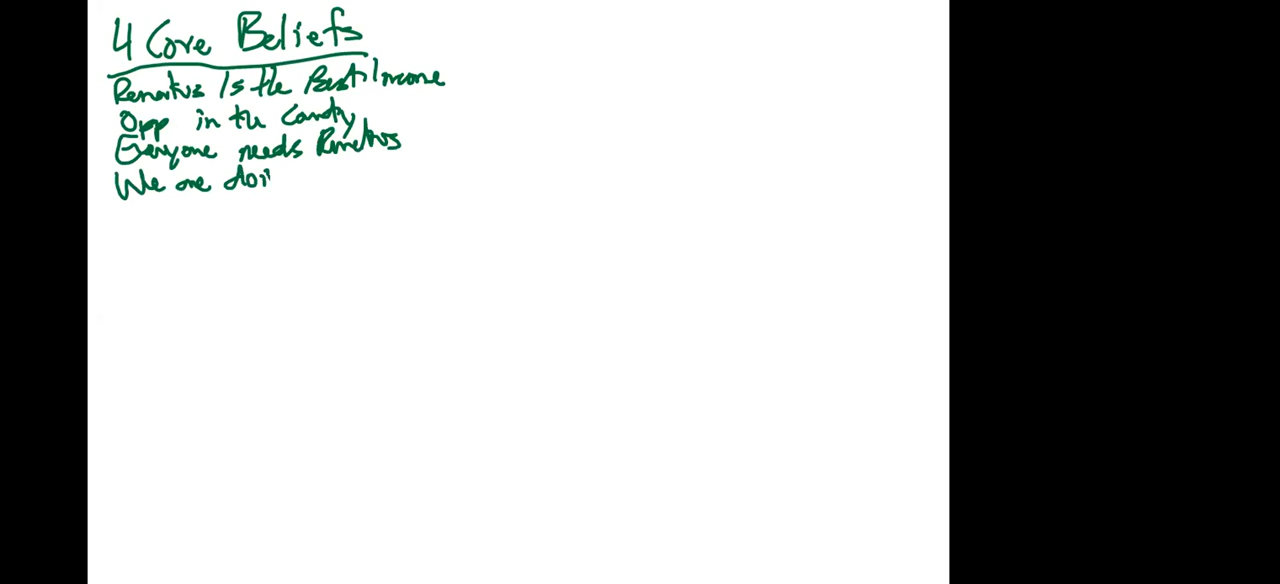 4 Core Beliefs
Renatus Is the Best Income
Opp in the Country
Everyone needs Renatus
We are doi